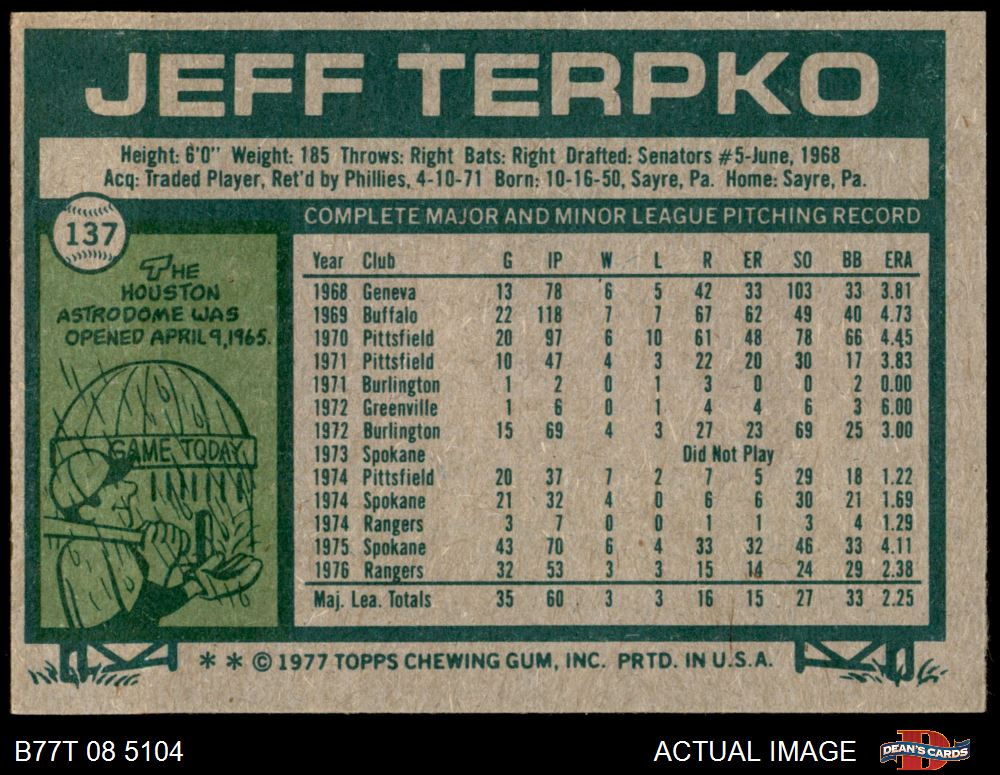 JEFF TERPKO
Height: 6'0" Weight: 185 Throws: Right Bats: Right Drafted: Senators #5-June, 1968
Acq: Traded Player, Ret'd by Phillies, 4-10-71 Born: 10-16-50, Sayre, Pa. Home: Sayre, Pa.
137
THE
HOUSTON
ASTRODOME WAS
OPENED APRIL 9, 1965.
GAME TODAY
COMPLETE MAJOR AND MINOR LEAGUE PITCHING RECORD
Year Club G IP W L R ER SO BB ERA
1968 Geneva 13 78 6 5 42 33 103 33 3.81
1969 Buffalo 22 118 7 7 67 62 49 40 4.73
1970 Pittsfield 20 97 6 10 61 48 78 66 4.45
1971 Pittsfield 10 47 4 3 22 20 30 17 3.83
1971 Burlington 1 2 0 1 3 0 0 2 0.00
1972 Greenville 1 6 0 1 4 4 6 3 6.00
1972 Burlington 15 69 4 3 27 23 69 25 3.00
1973 Spokane Did Not Play
1974 Pittsfield 20 37 7 2 7 5 29 18 1.22
1974 Spokane 21 32 4 0 6 6 30 21 1.69
1974 Rangers 3 7 0 0 1 1 3 4 1.29
1975 Spokane 43 70 6 4 33 32 46 33 4.11
1976 Rangers 32 53 3 3 15 14 24 29 2.38
Maj. Lea. Totals 35 60 3 3 16 15 27 33 2.25
* * © 1977 TOPPS CHEWING GUM, INC. PRTD. IN U.S.A.
B77T 08 5104
ACTUAL IMAGE
D
DEAN'S CARDS